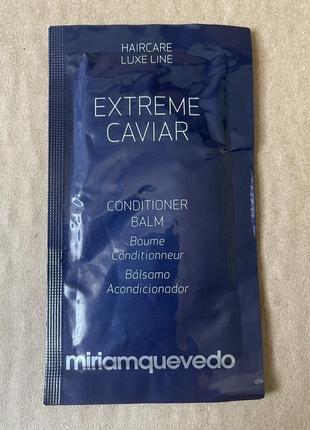 HAIRCARE
LUXE LINE
EXTREME
CAVIAR
CONDITIONER
BALM
Baume
Conditionneur
Bálsamo
Acondicionador
miriamquevedo